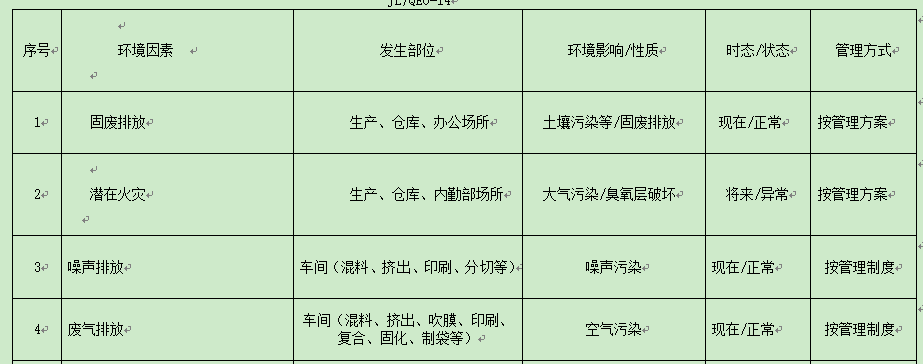 JL/QEO-14
序号 环境因素 发生部位 环境影响/性质 时态/状态 管理方式
1 固废排放 生产、仓库、办公场所 土壤污染等/固废排放 现在/正常 按管理方案
2 潜在火灾 生产、仓库、内勤部场所 大气污染/臭氧层破坏 将来/异常 按管理方案
3 噪声排放 车间（混料、挤出、印刷、分切等） 噪声污染 现在/正常 按管理制度
4 废气排放 车间（混料、挤出、吹膜、印刷、
复合、固化、制袋等） 空气污染 现在/正常 按管理制度